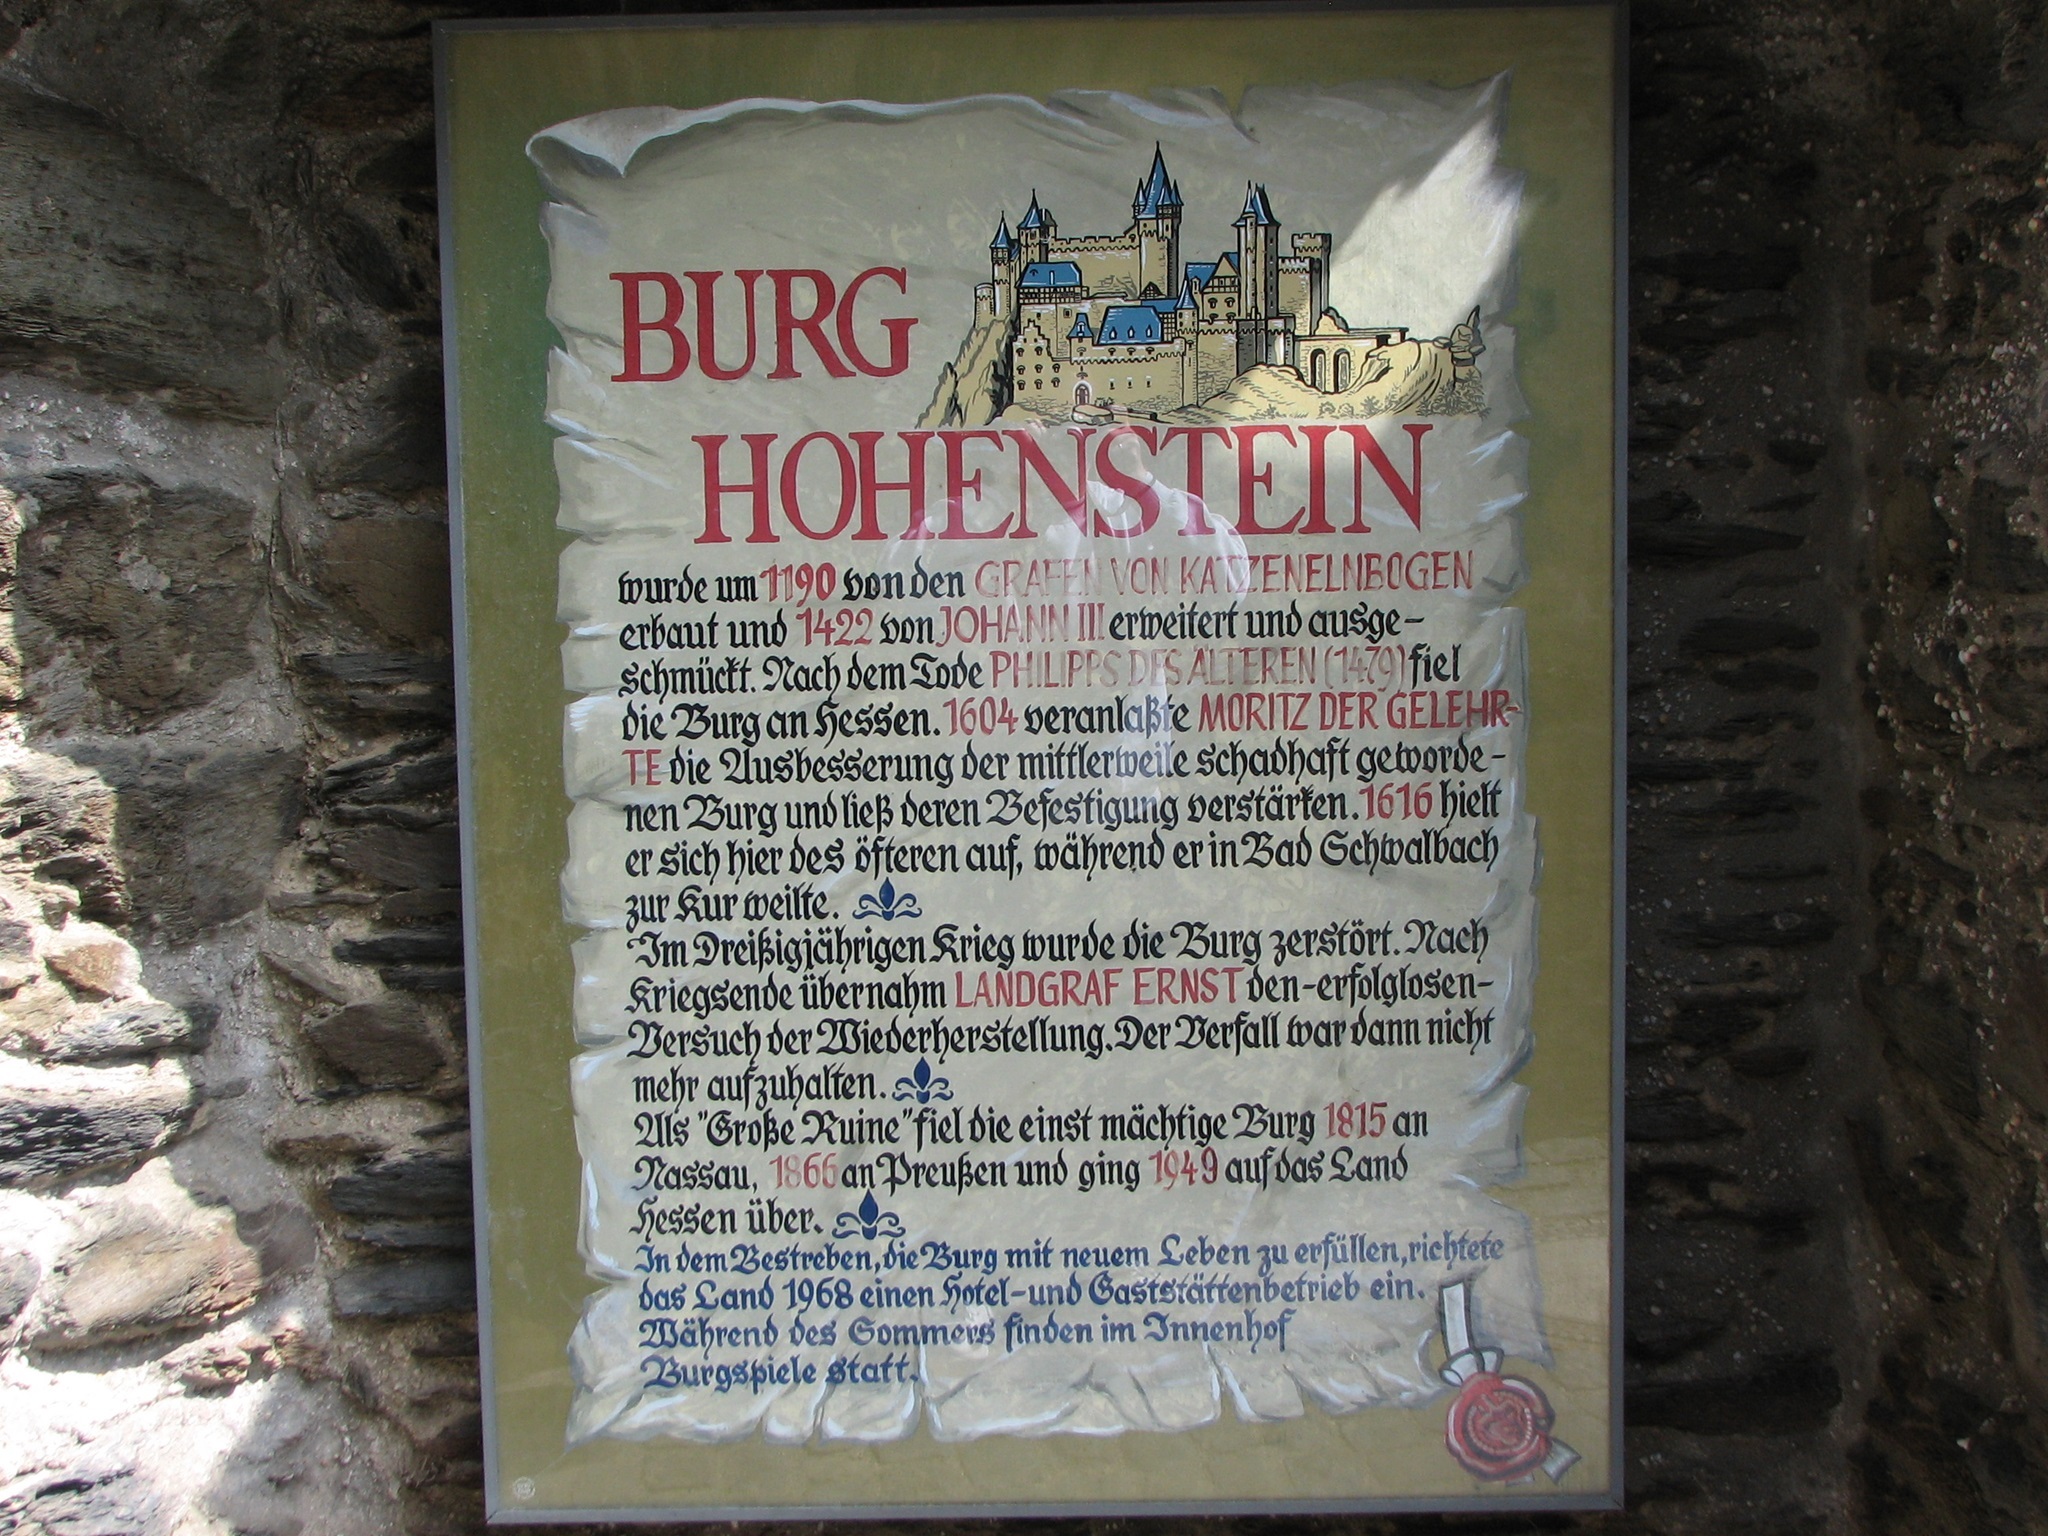 BURG
HOHENSTEIN
wurde um 1190 von den GRAFEN VON KATZENELNBOGEN
erbaut und 1422 von JOHANN III erweitert und ausge-
schmückt. Nach dem Tode PHILIPPS DES ÄLTEREN (1479) fiel
die Burg an Hessen. 1604 veranlaßte MORITZ DER GELEHR-
TE die Ausbesserung der mittlerweile schadhaft geworde-
nen Burg und ließ deren Befestigung verstärken. 1616 hielt
er sich hier des öfteren auf, während er in Bad Schwalbach
zur Kur weilte.
Im Dreißigjährigen Krieg wurde die Burg zerstört. Nach
Kriegsende übernahm LANDGRAF ERNST den-erfolglosen-
Versuch der Wiederherstellung. Der Verfall war dann nicht
mehr aufzuhalten.
Als "Große Ruine" fiel die einst mächtige Burg 1815 an
Nassau, 1866 an Preußen und ging 1949 auf das Land
Hessen über.
In dem Bestreben, die Burg mit neuem Leben zu erfüllen, richtete
das Land 1968 einen Hotel-und Gaststättenbetrieb ein.
Während des Sommers finden im Innenhof
Burgspiele statt.